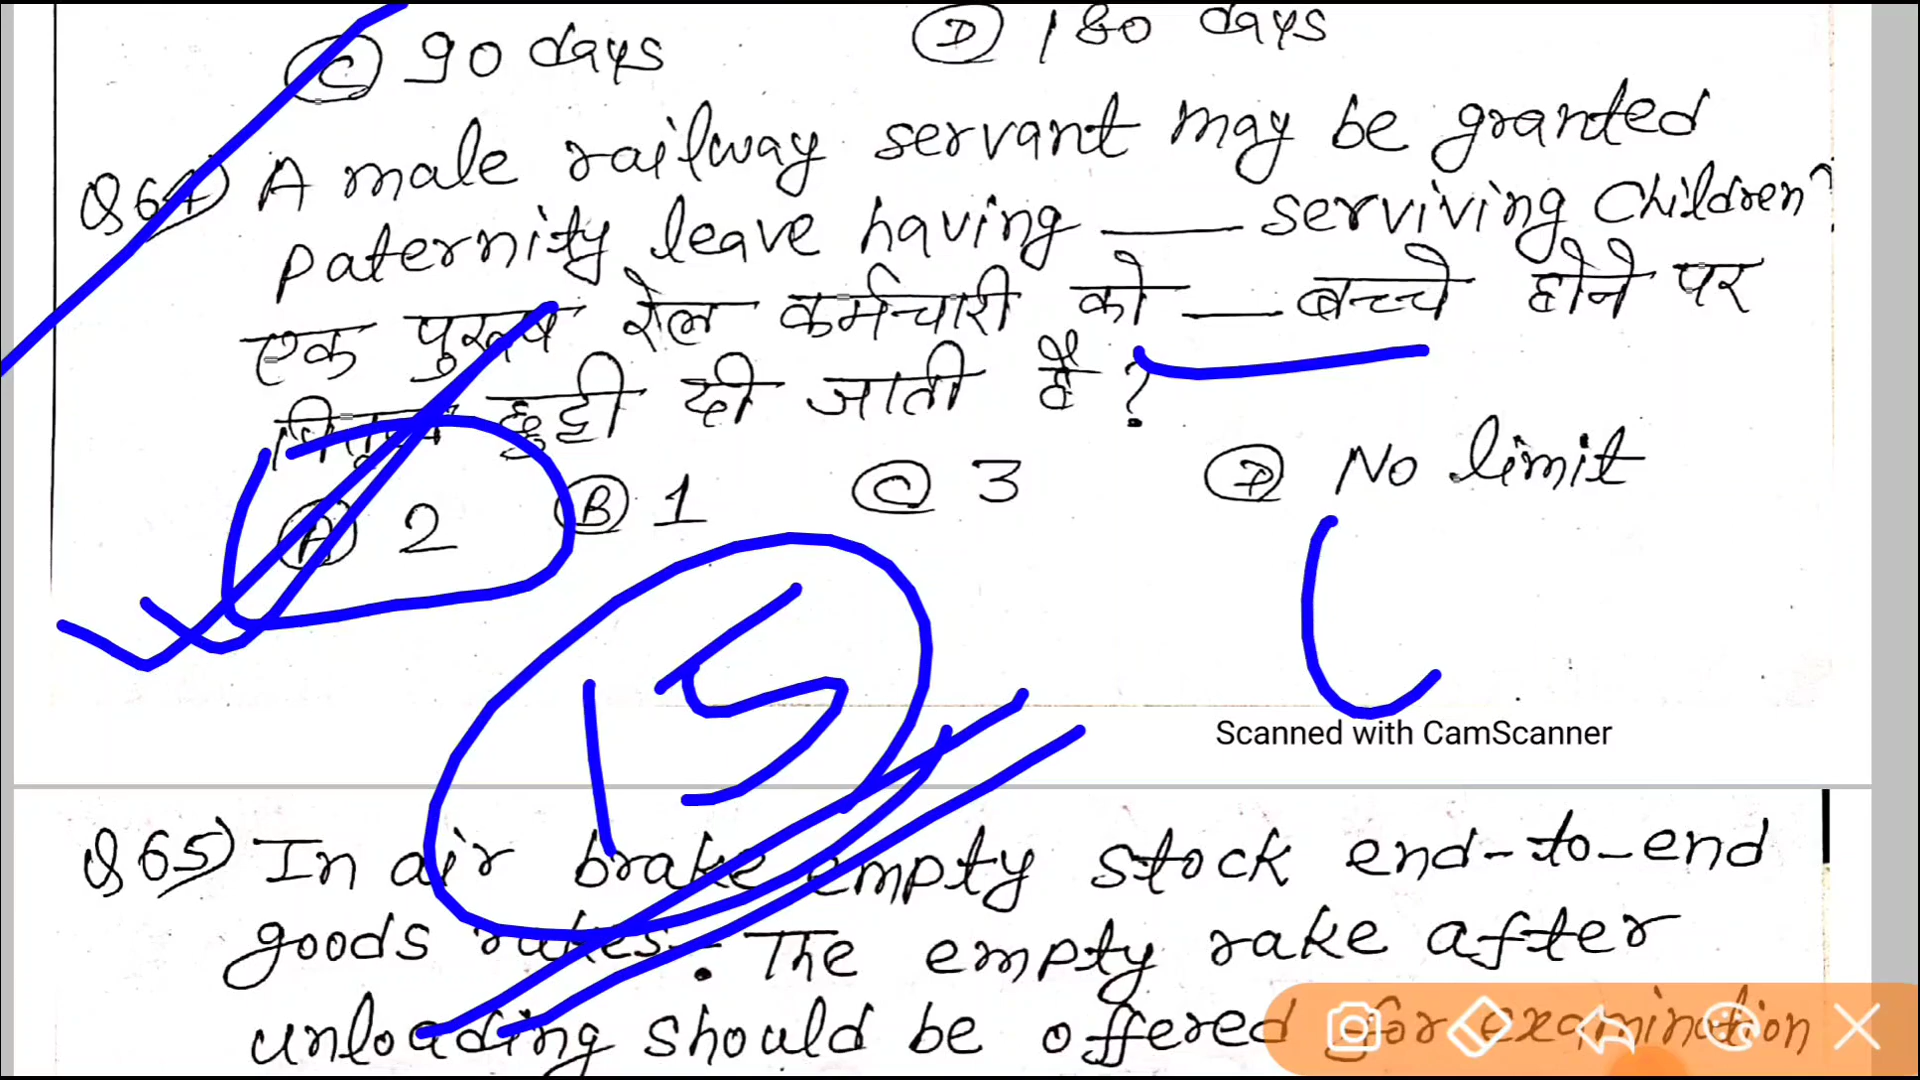 C 90 days D 180 days
Q64) A male railway servant may be granted
paternity leave having ___ serviving Children?
एक पुरूष रेल कर्मचारी को ___ बच्चे होने पर
पितृत्व छुट्टी दी जाती है ?
A 2 B 1 C 3 D No limit
15
Scanned with CamScanner
Q65) In air brake empty stock end-to-end
goods rakes. The empty rake after
unloading should be offered for examination